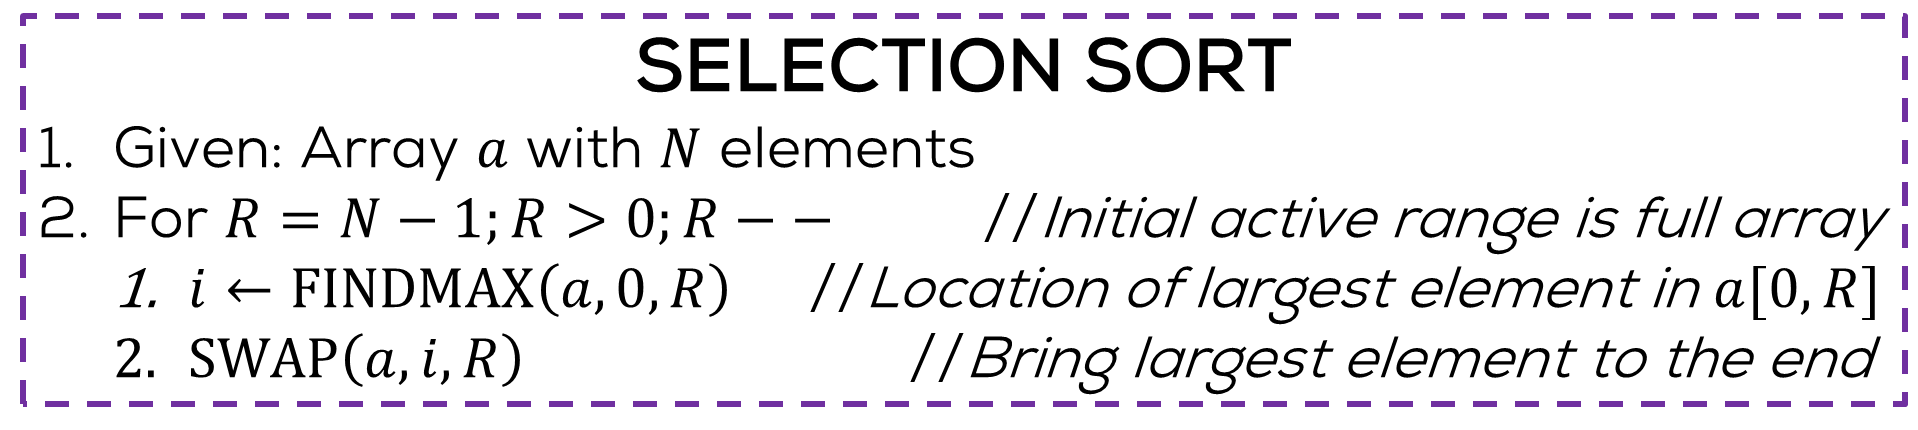 SELECTION SORT
1. Given: Array a with N elements
2. For R = N − 1; R > 0; R − − //Initial active range is full array
1. i ← FINDMAX(a, 0, R) //Location of largest element in a[0, R]
2. SWAP(a, i, R) //Bring largest element to the end